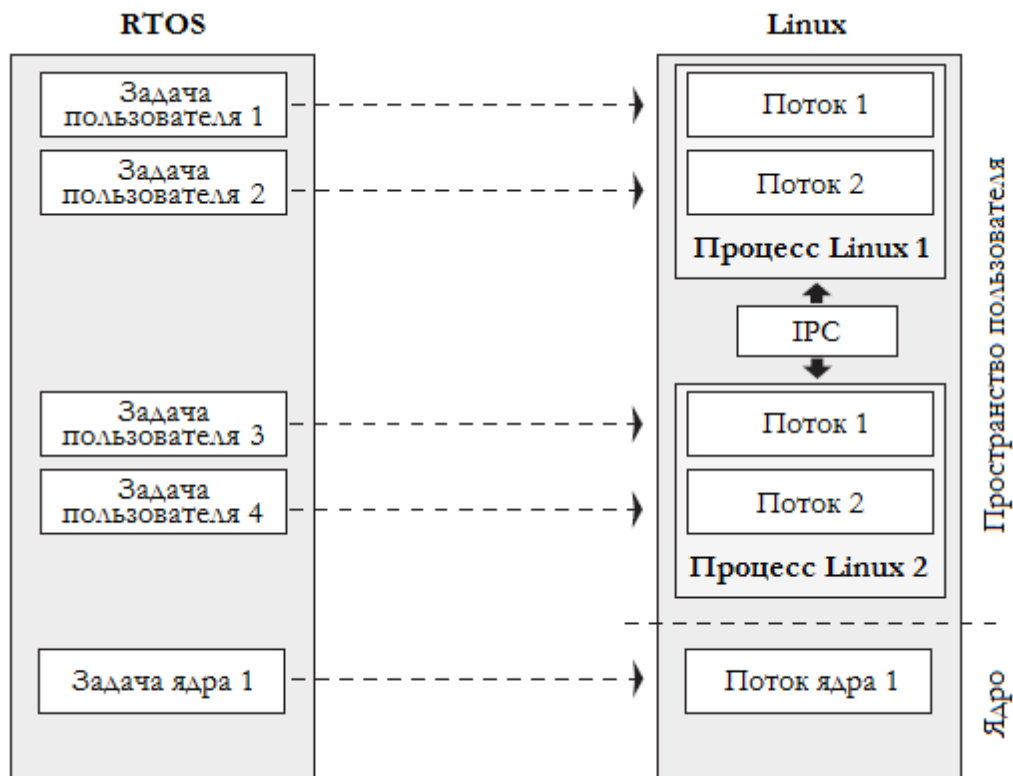 RTOS
Linux
Задача
пользователя 1
Поток 1
Задача
пользователя 2
Поток 2
Процесс Linux 1
IPC
Задача
пользователя 3
Поток 1
Задача
пользователя 4
Поток 2
Процесс Linux 2
Пространство пользователя
Задача ядра 1
Поток ядра 1
Ядро